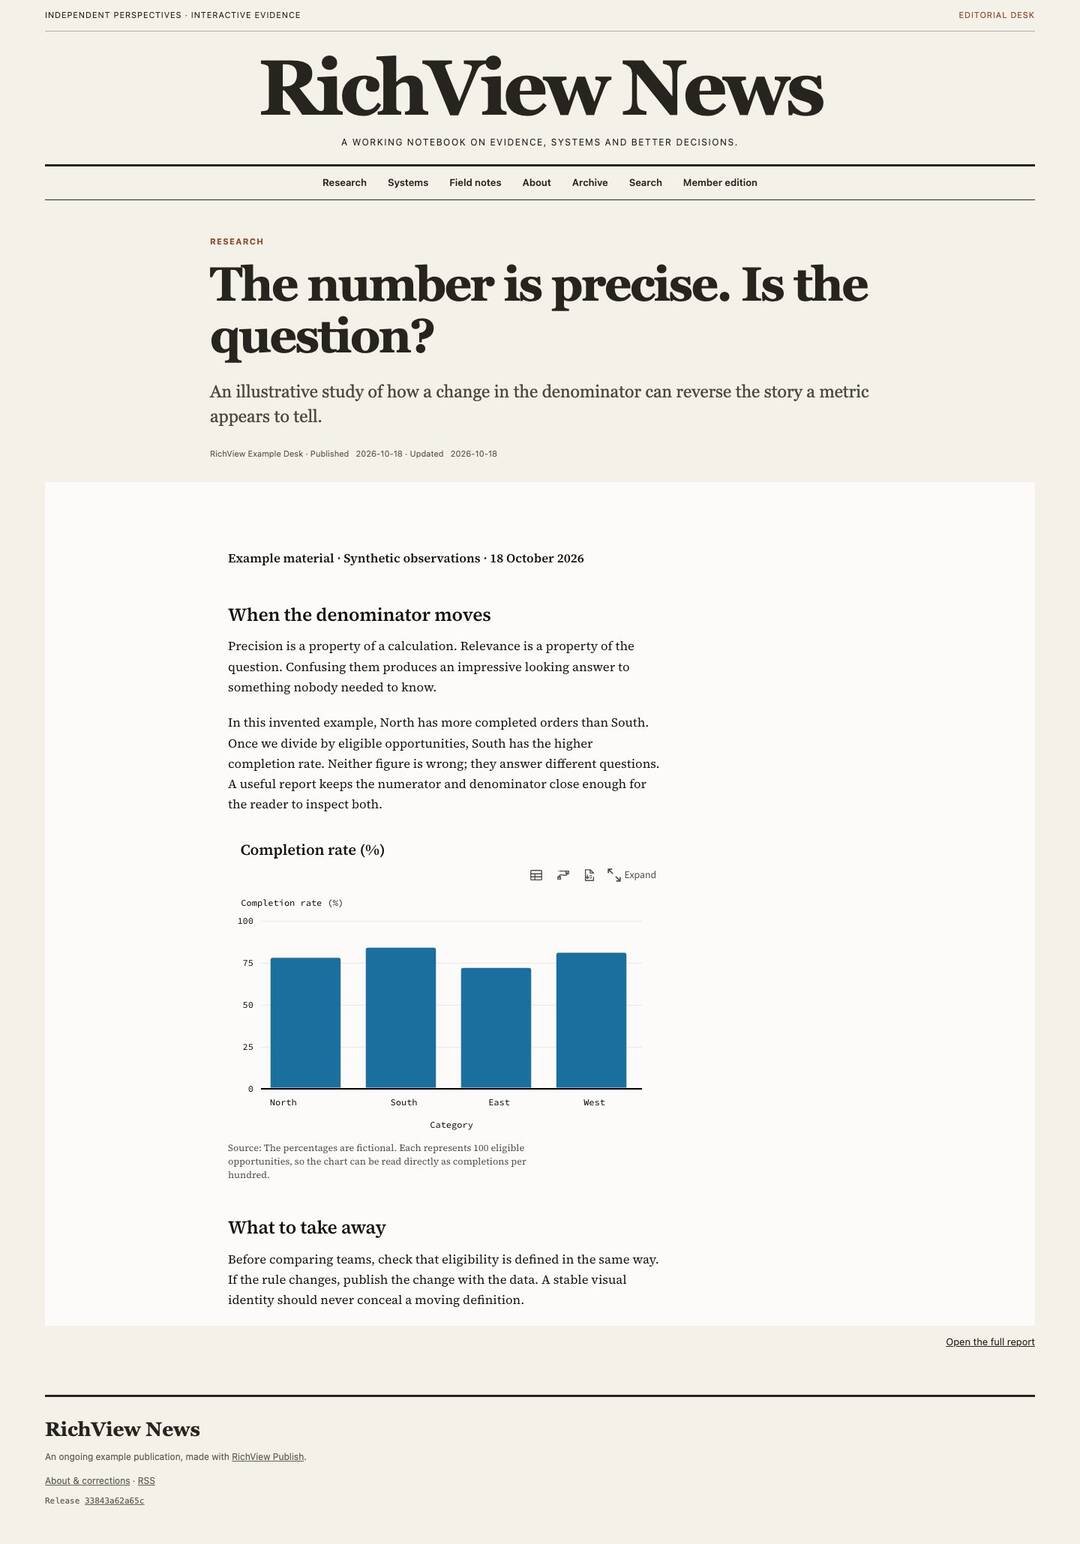 INDEPENDENT PERSPECTIVES · INTERACTIVE EVIDENCE
EDITORIAL DESK
RichView News
A WORKING NOTEBOOK ON EVIDENCE, SYSTEMS AND BETTER DECISIONS.
Research Systems Field notes About Archive Search Member edition
RESEARCH
The number is precise. Is the
question?
An illustrative study of how a change in the denominator can reverse the story a metric
appears to tell.
RichView Example Desk · Published 2026-10-18 · Updated 2026-10-18
Example material · Synthetic observations · 18 October 2026
When the denominator moves
Precision is a property of a calculation. Relevance is a property of the
question. Confusing them produces an impressive looking answer to
something nobody needed to know.
In this invented example, North has more completed orders than South.
Once we divide by eligible opportunities, South has the higher
completion rate. Neither figure is wrong; they answer different questions.
A useful report keeps the numerator and denominator close enough for
the reader to inspect both.
Completion rate (%)
Expand
Completion rate (%)
100
75
50
25
0
North South East West
Category
Source: The percentages are fictional. Each represents 100 eligible
opportunities, so the chart can be read directly as completions per
hundred.
What to take away
Before comparing teams, check that eligibility is defined in the same way.
If the rule changes, publish the change with the data. A stable visual
identity should never conceal a moving definition.
Open the full report
RichView News
An ongoing example publication, made with RichView Publish.
About & corrections · RSS
Release 33843a62a65c